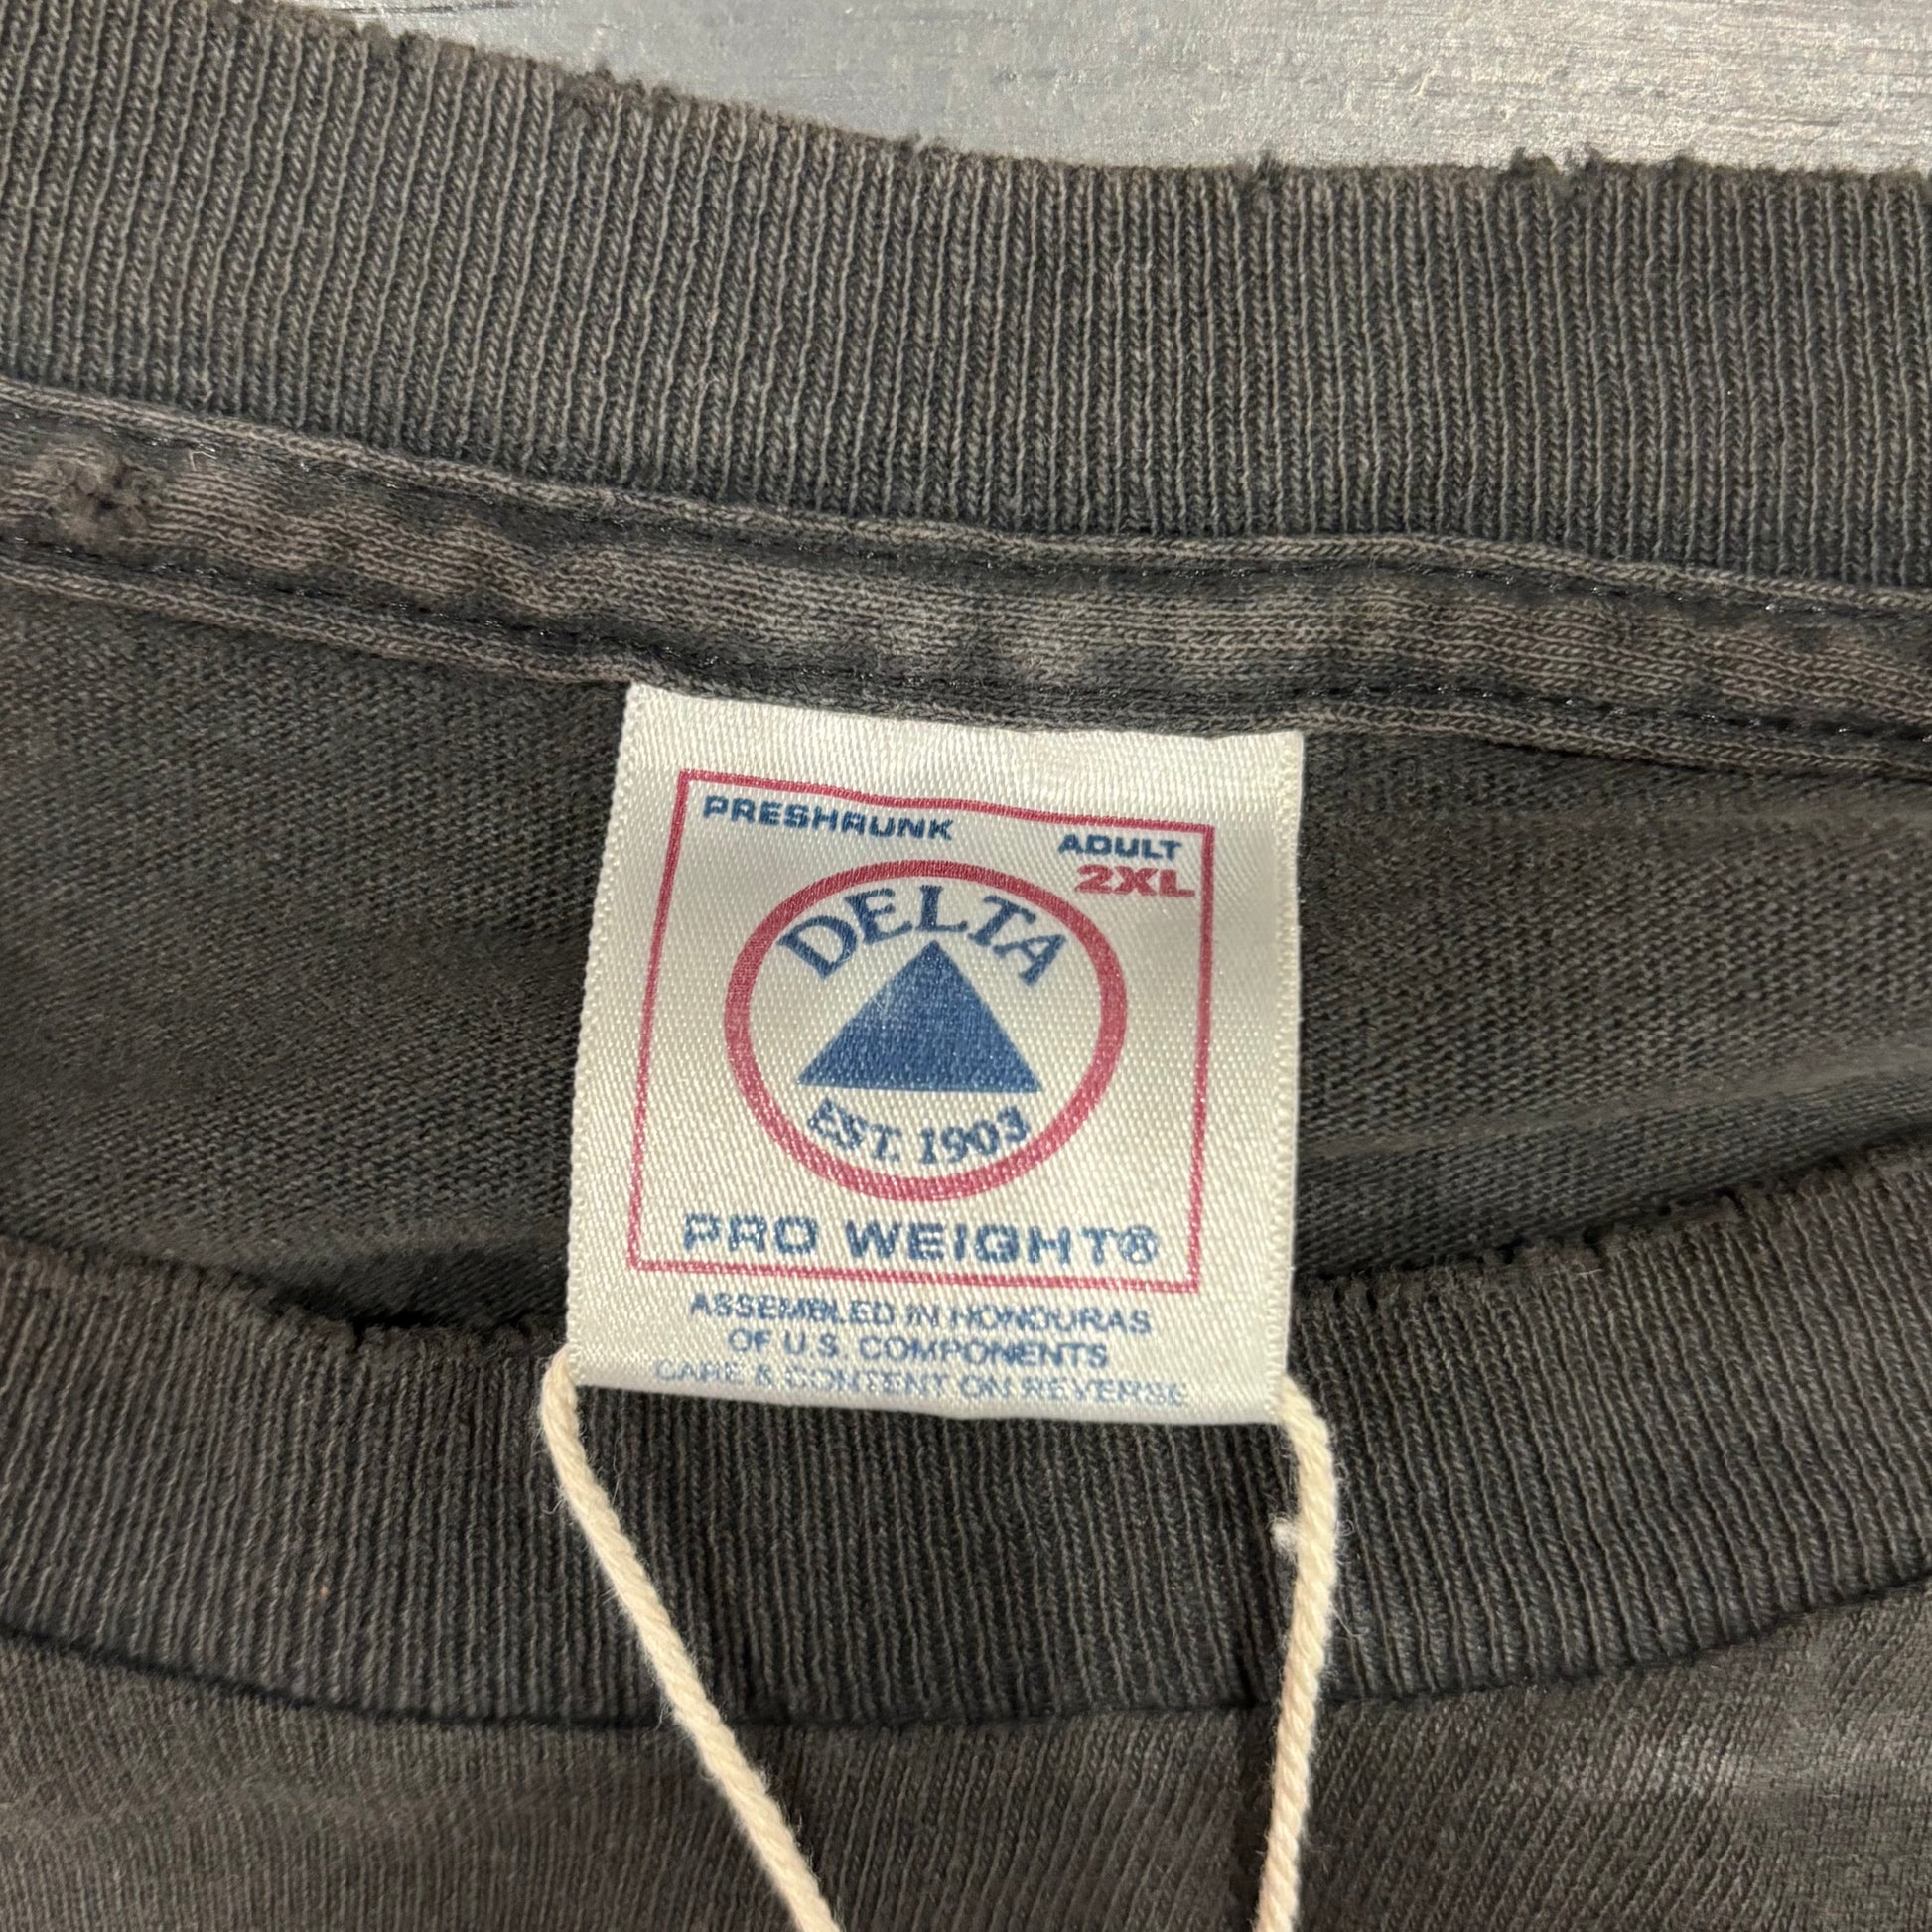 PRESHRUNK
ADULT
2XL
DELTA
EST. 1903
PRO WEIGHT®
ASSEMBLED IN HONDURAS
OF U.S. COMPONENTS
CARE & CONTENT ON REVERSE